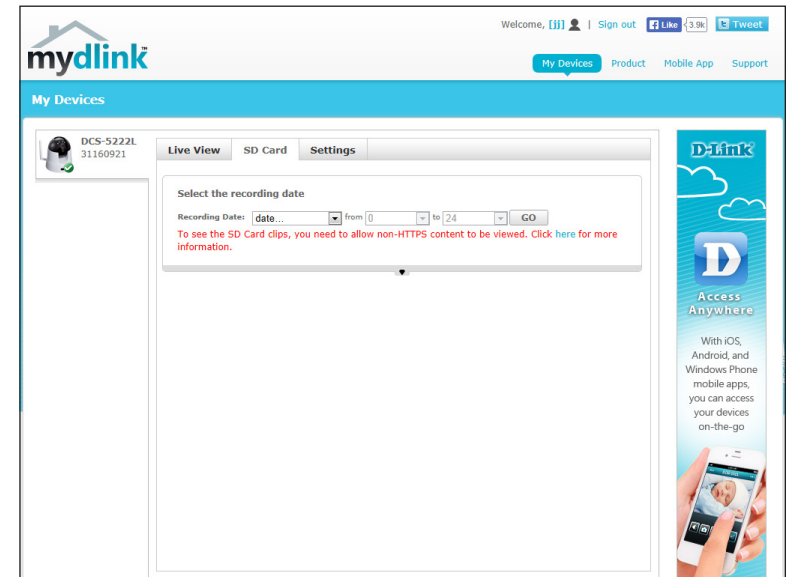 Welcome, [jj] | Sign out Like 3.9k Tweet
mydlink™
My Devices Product Mobile App Support
My Devices
DCS-5222L
31160921
Live View SD Card Settings
Select the recording date
Recording Date: date... from 0 to 24 GO
To see the SD Card clips, you need to allow non-HTTPS content to be viewed. Click here for more
information.
D-Link
D
Access
Anywhere
With iOS,
Android, and
Windows Phone
mobile apps,
you can access
your devices
on-the-go